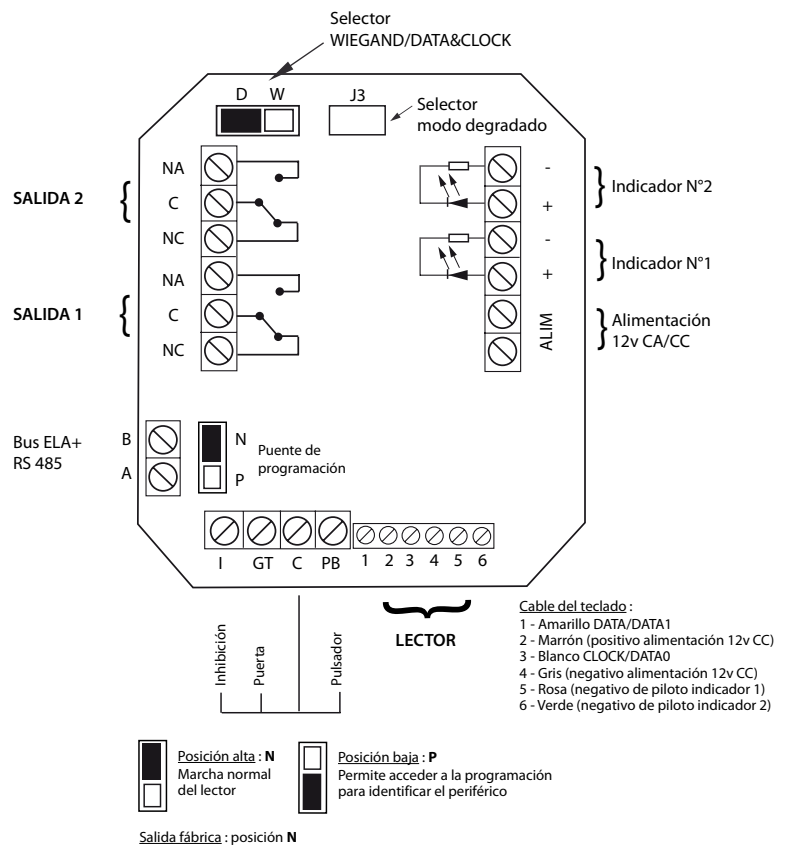 Selector
WIEGAND/DATA&CLOCK
D W
J3
Selector
modo degradado
SALIDA 2
NA
C
NC
SALIDA 1
NA
C
NC
-
+
Indicador N°2
-
+
Indicador N°1
ALIM
Alimentación
12v CA/CC
Bus ELA+
RS 485
B
A
N
P
Puente de
programación
I GT C PB 1 2 3 4 5 6
LECTOR
Inhibición
Puerta
Pulsador
Cable del teclado :
1 - Amarillo DATA/DATA1
2 - Marrón (positivo alimentación 12v CC)
3 - Blanco CLOCK/DATA0
4 - Gris (negativo alimentación 12v CC)
5 - Rosa (negativo de piloto indicador 1)
6 - Verde (negativo de piloto indicador 2)
Posición alta : N
Marcha normal
del lector
Posición baja : P
Permite acceder a la programación
para identificar el periférico
Salida fábrica : posición N